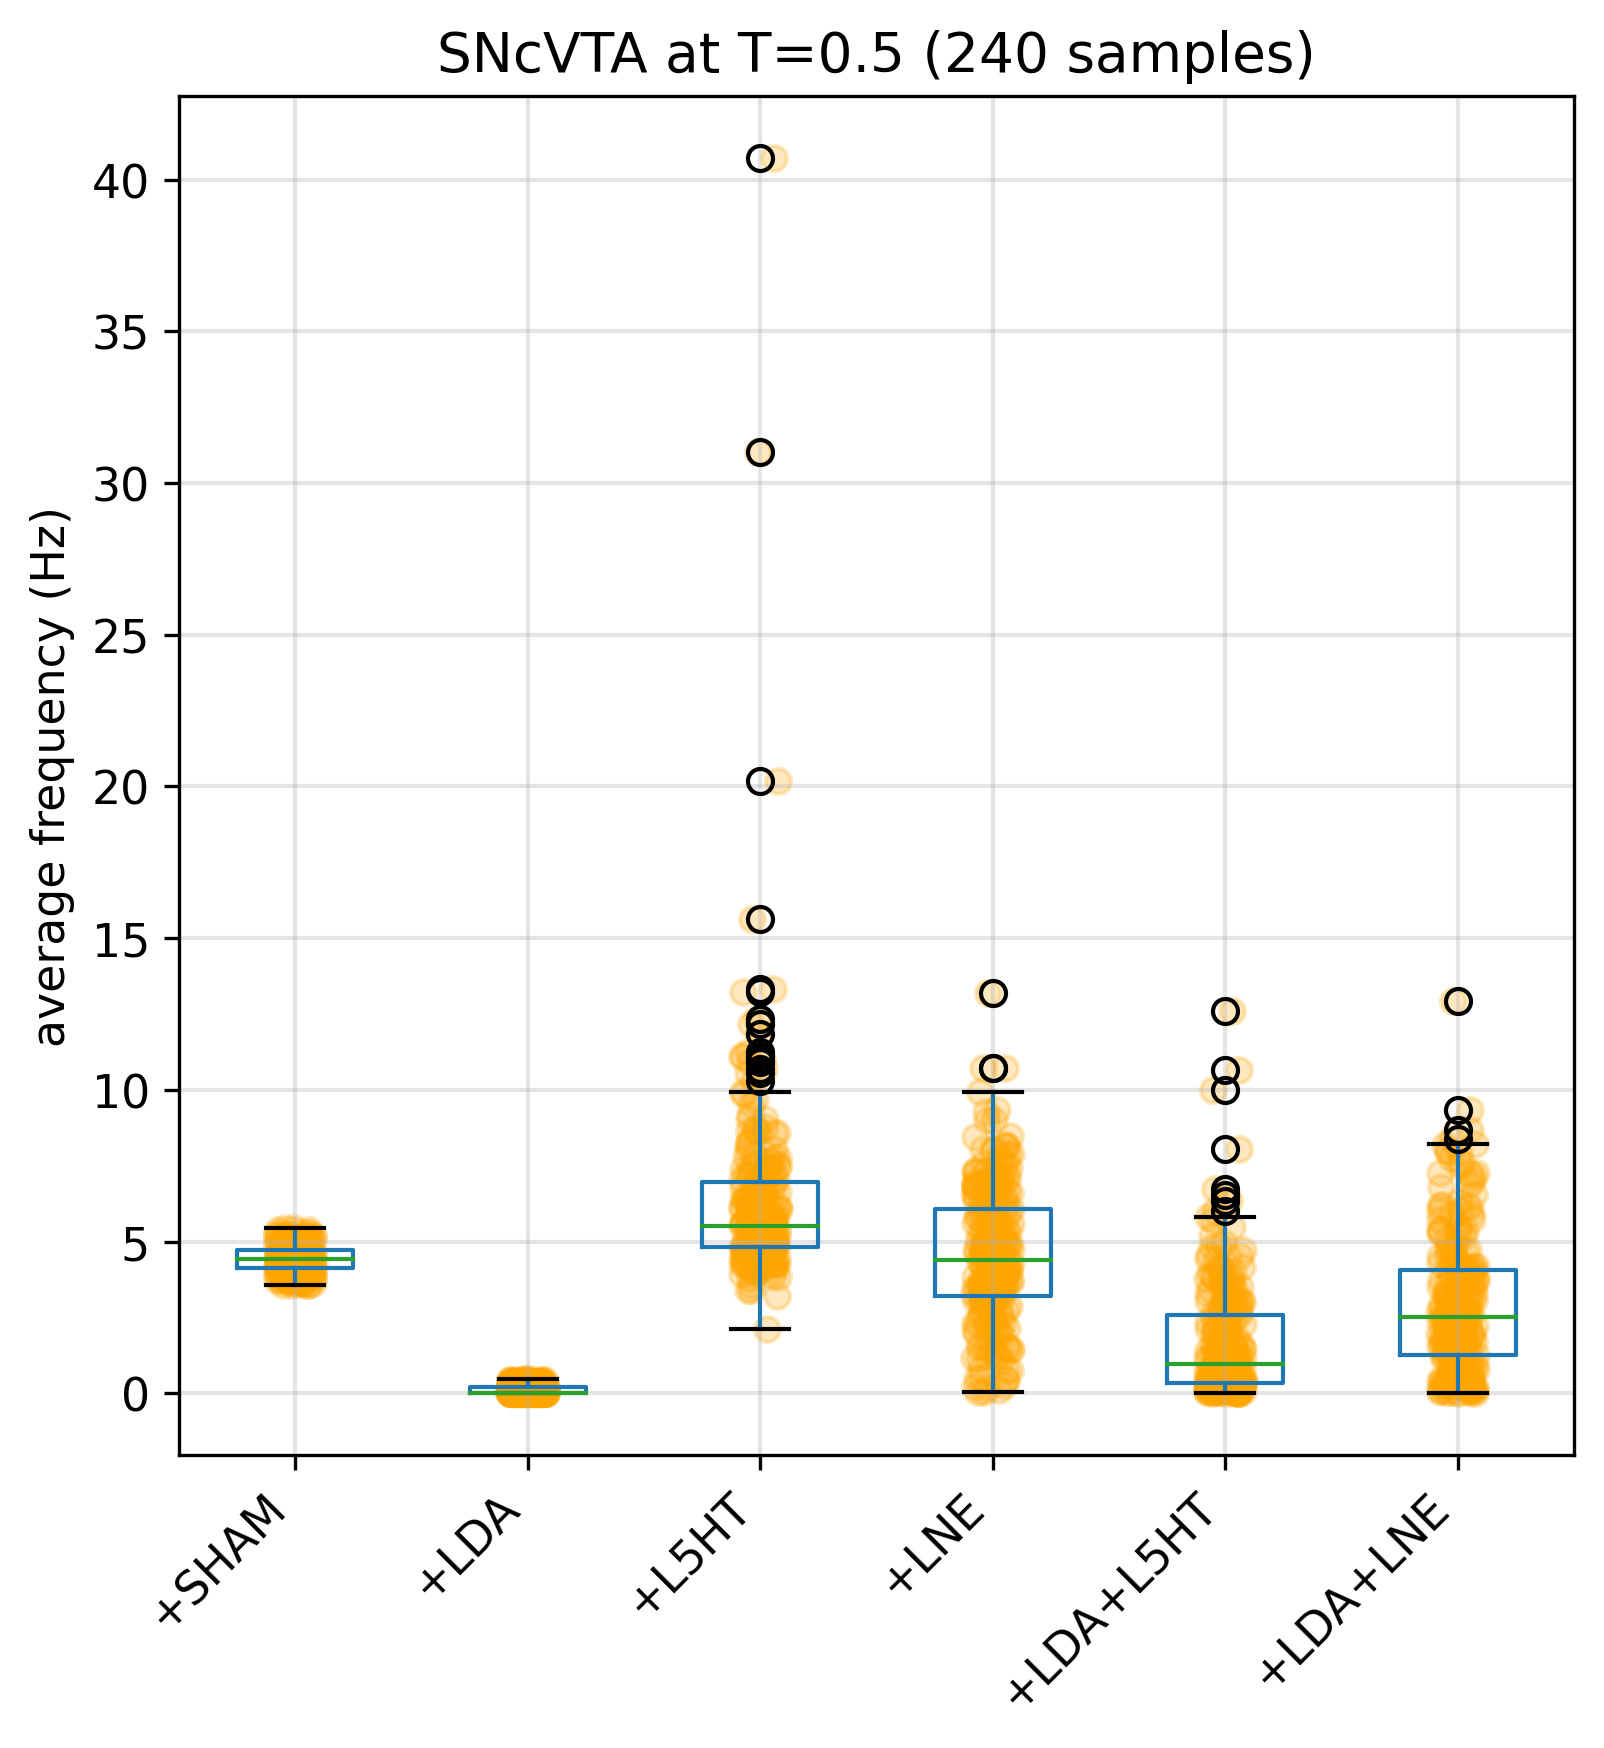 SNcVTA at T=0.5 (240 samples)
average frequency (Hz)
40
35
30
25
20
15
10
5
0
+SHAM
+LDA
+L5HT
+LNE
+LDA+L5HT
+LDA+LNE